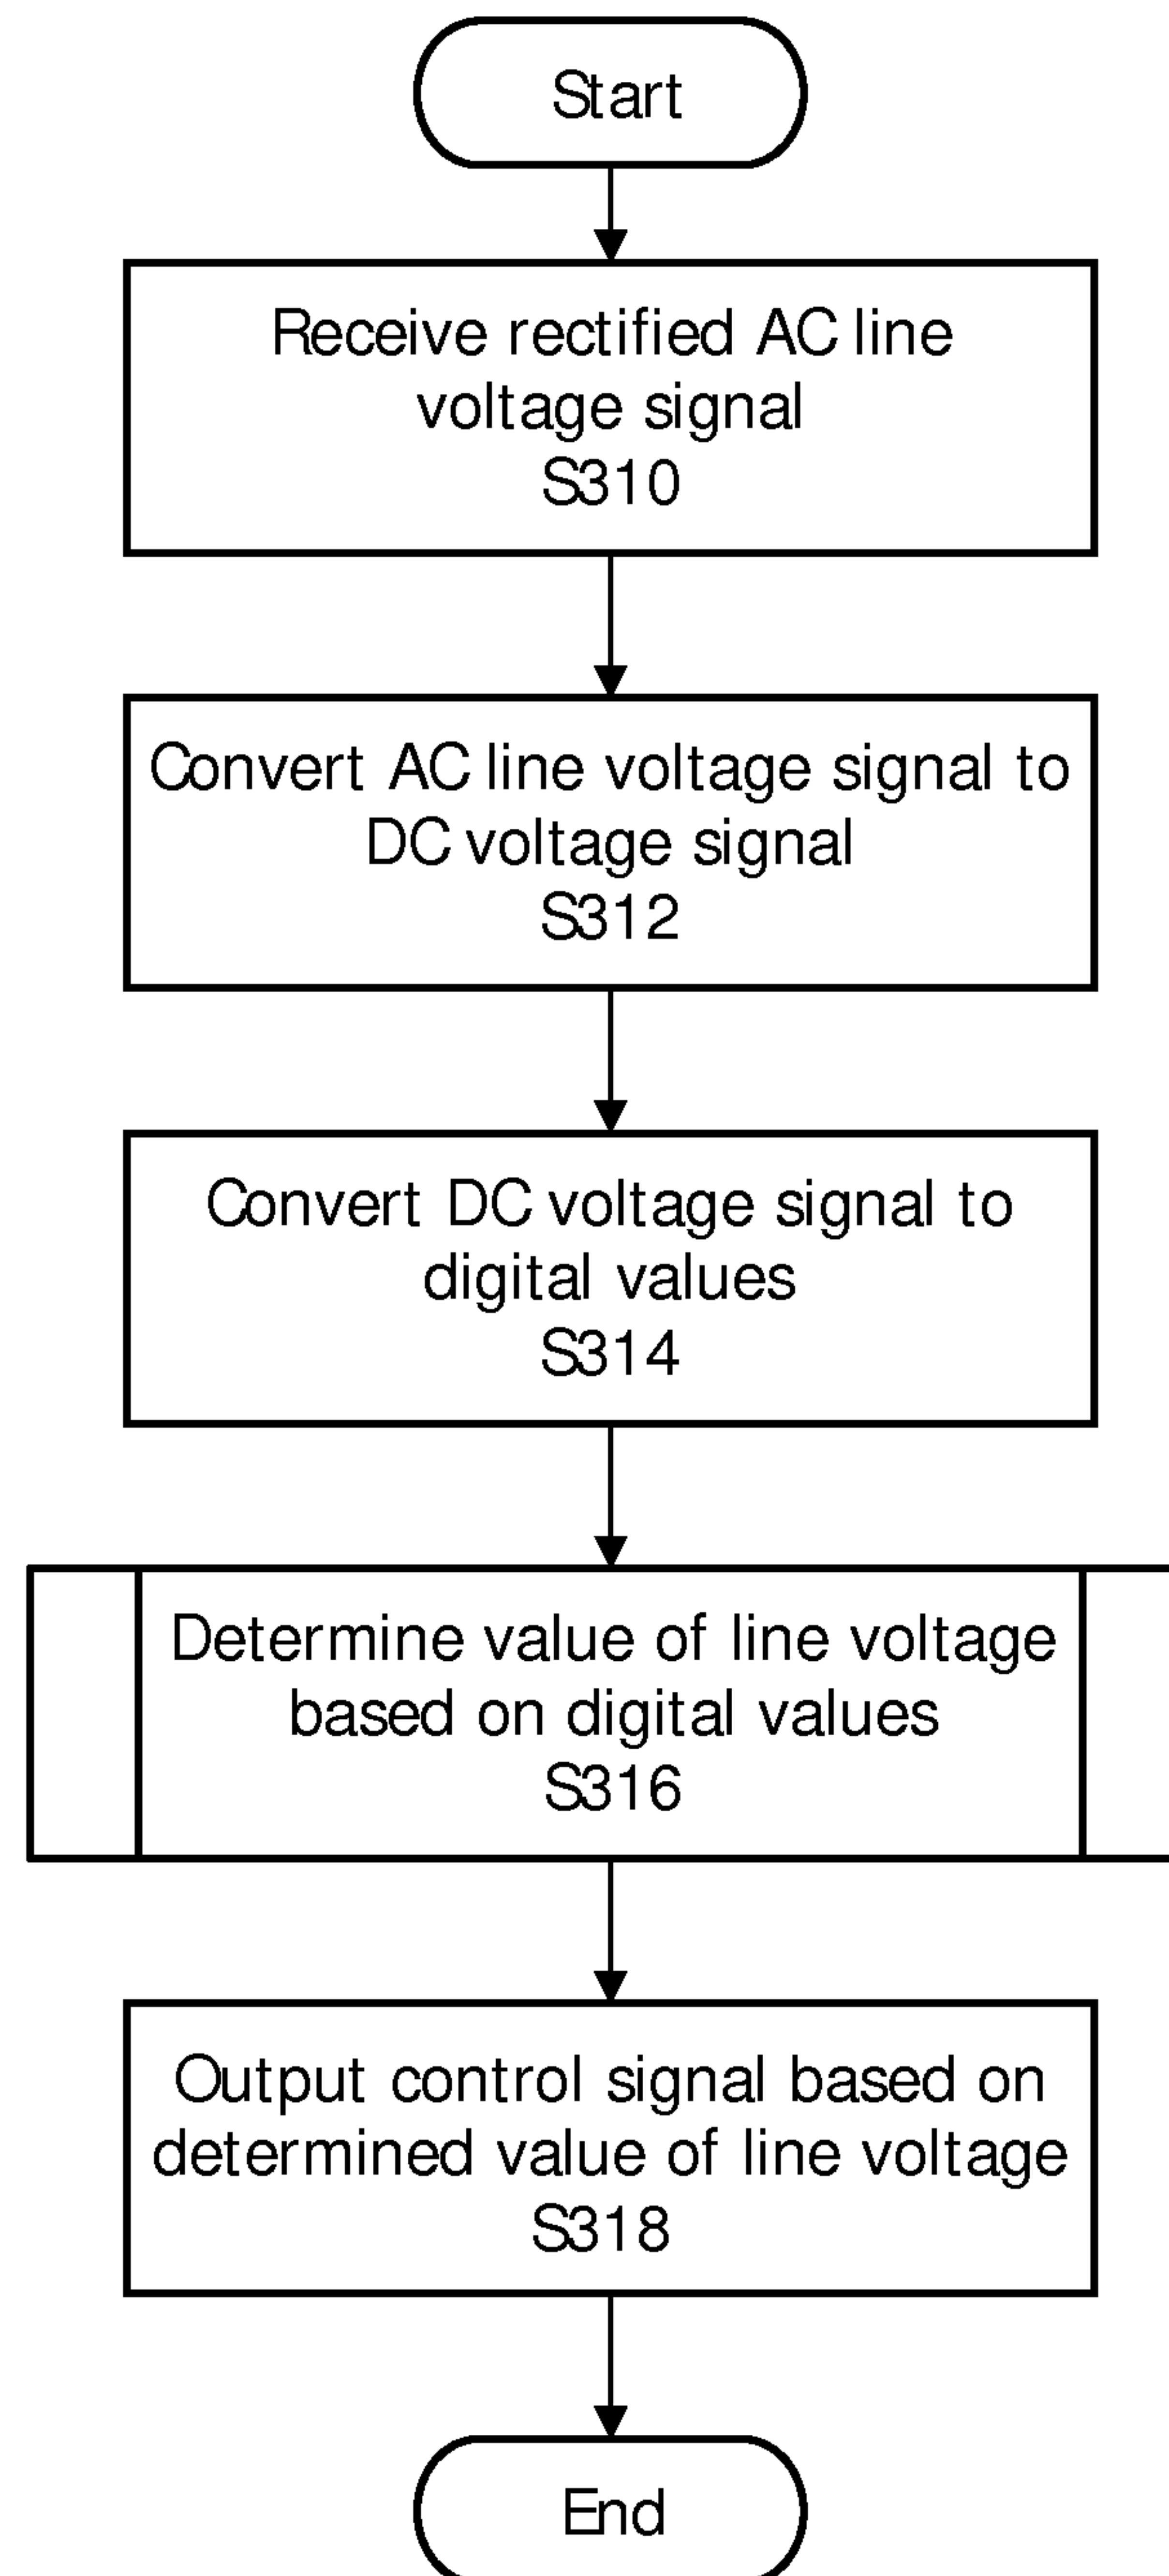 Start
Receive rectified AC line
voltage signal
S310
Convert AC line voltage signal to
DC voltage signal
S312
Convert DC voltage signal to
digital values
S314
Determine value of line voltage
based on digital values
S316
Output control signal based on
determined value of line voltage
S318
End